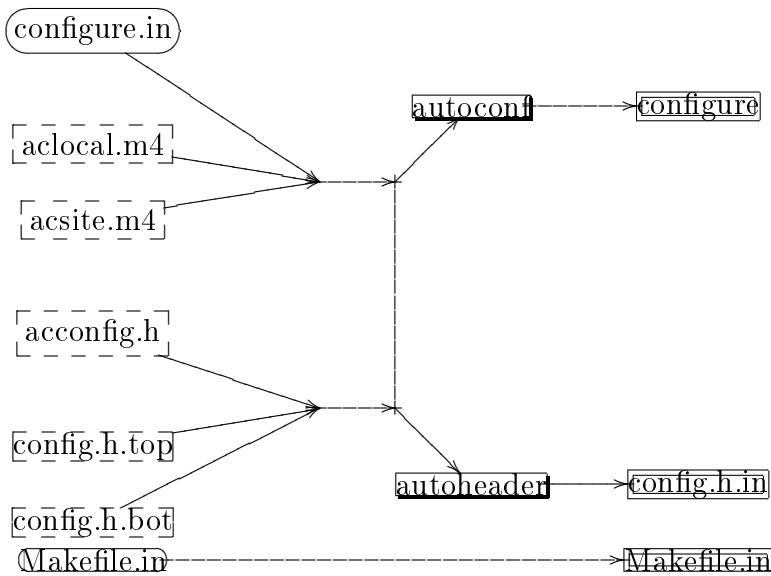 configure.in
autoconf
configure
aclocal.m4
acsite.m4
acconfig.h
config.h.top
autoheader
config.h.in
config.h.bot
Makefile.in
Makefile.in